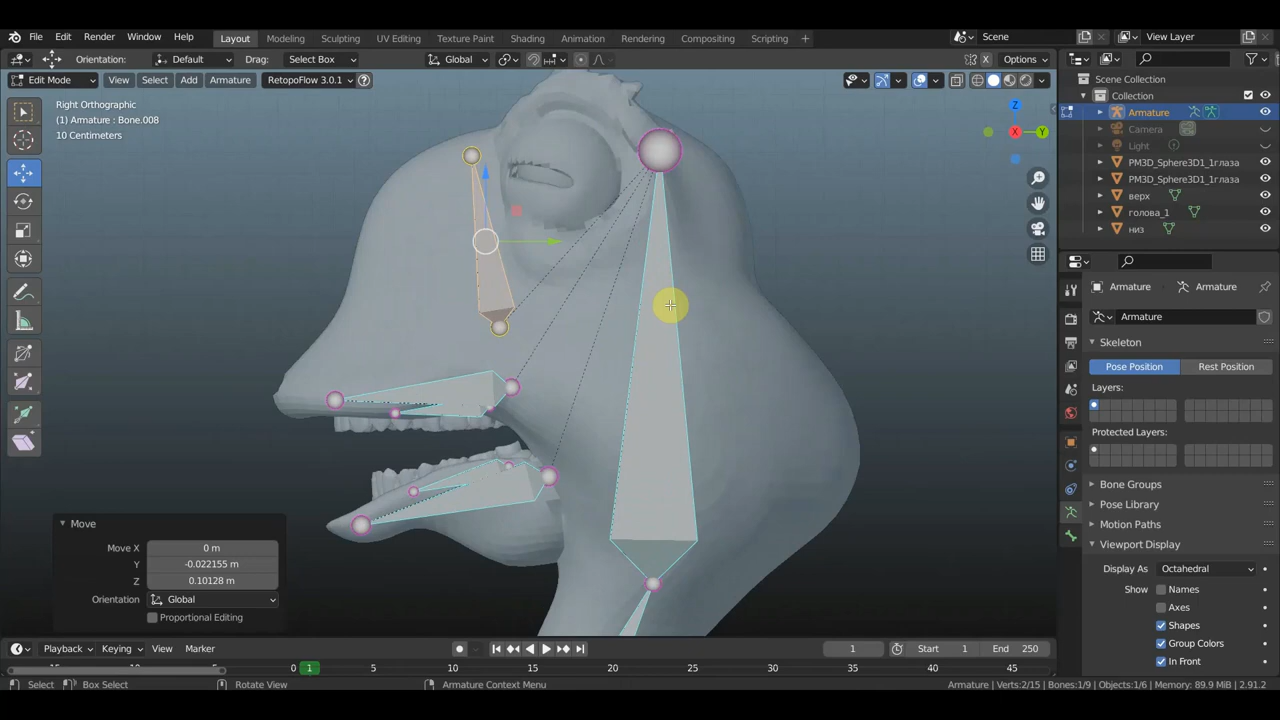 File Edit Render Window Help Layout Modeling Sculpting UV Editing Texture Paint Shading Animation Rendering Compositing Scripting + Scene View Layer
Orientation: Default Drag: Select Box Global X Options
Edit Mode View Select Add Armature RetopoFlow 3.0.1 ?
Right Orthographic
(1) Armature : Bone.008
10 Centimeters
Z
X
Y
Scene Collection
Collection
Armature
Camera
Light
PM3D_Sphere3D1_1глаза
PM3D_Sphere3D1_1глаза
верх
голова_1
низ
Armature Armature
Armature
Skeleton
Pose Position Rest Position
Layers:
Protected Layers:
Bone Groups
Pose Library
Motion Paths
Viewport Display
Display As Octahedral
Show Names
Axes
Shapes
Group Colors
In Front
Move
Move X 0 m
Y -0.022155 m
Z 0.10128 m
Orientation Global
Proportional Editing
Playback Keying View Marker 1 Start 1 End 250
0 1 5 10 15 20 25 30 35 40 45
Select Box Select Rotate View Armature Context Menu Armature | Verts:2/15 | Bones:1/9 | Objects:1/6 | Memory: 89.9 MiB | 2.91.2